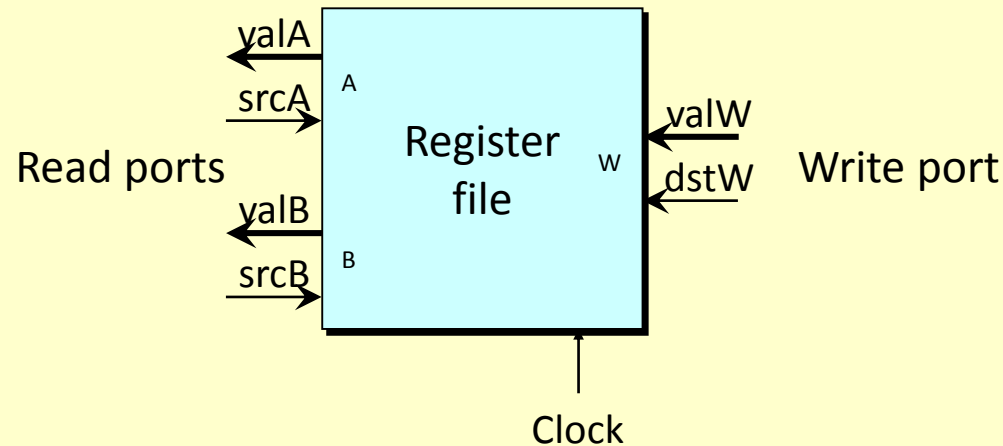 valA
A
srcA
Read ports
valB
B
srcB
Register
file
W
valW
dstW
Write port
Clock